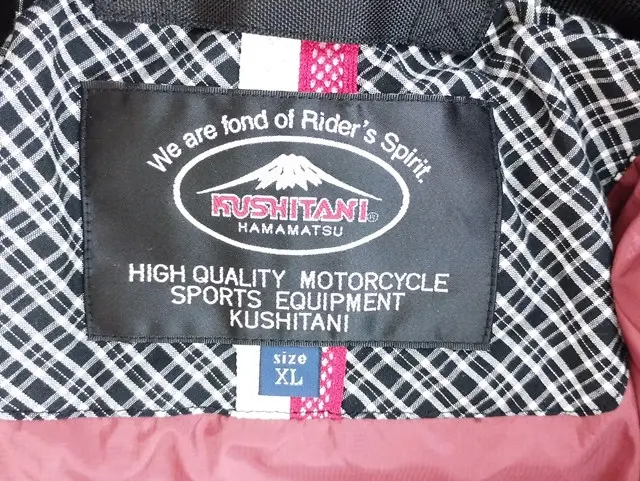 We are fond of Rider's Spirit.
KUSHITANI®
HAMAMATSU
HIGH QUALITY MOTORCYCLE
SPORTS EQUIPMENT
KUSHITANI
size
XL